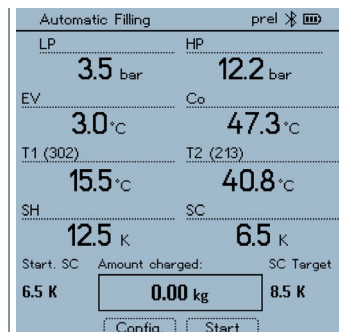 Automatic Filling prel
LP HP
3.5 bar 12.2 bar
EV Co
3.0 °C 47.3 °C
T1 (302) T2 (213)
15.5 °C 40.8 °C
SH SC
12.5 K 6.5 K
Start. SC Amount charged: SC Target
6.5 K 0.00 kg 8.5 K
Config. Start